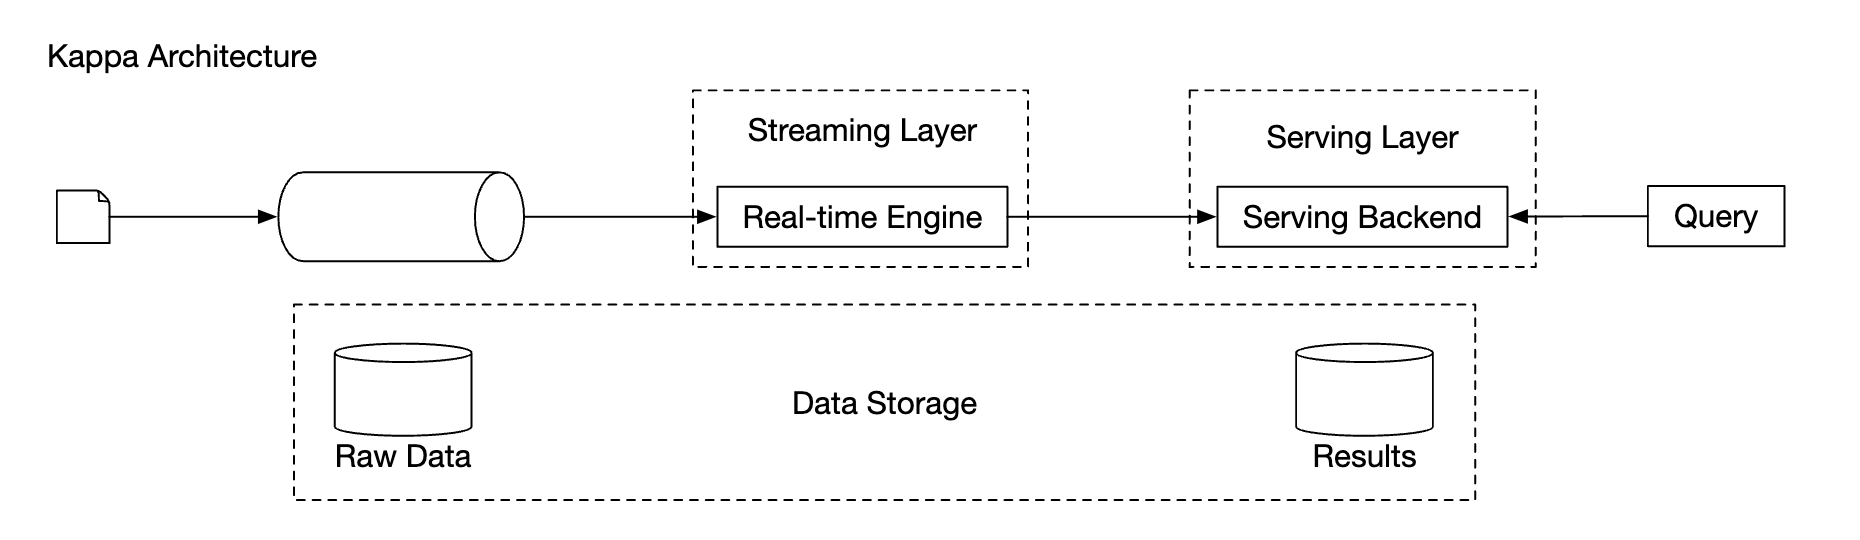 Kappa Architecture
Streaming Layer
Serving Layer
Real-time Engine
Serving Backend
Query
Data Storage
Raw Data
Results